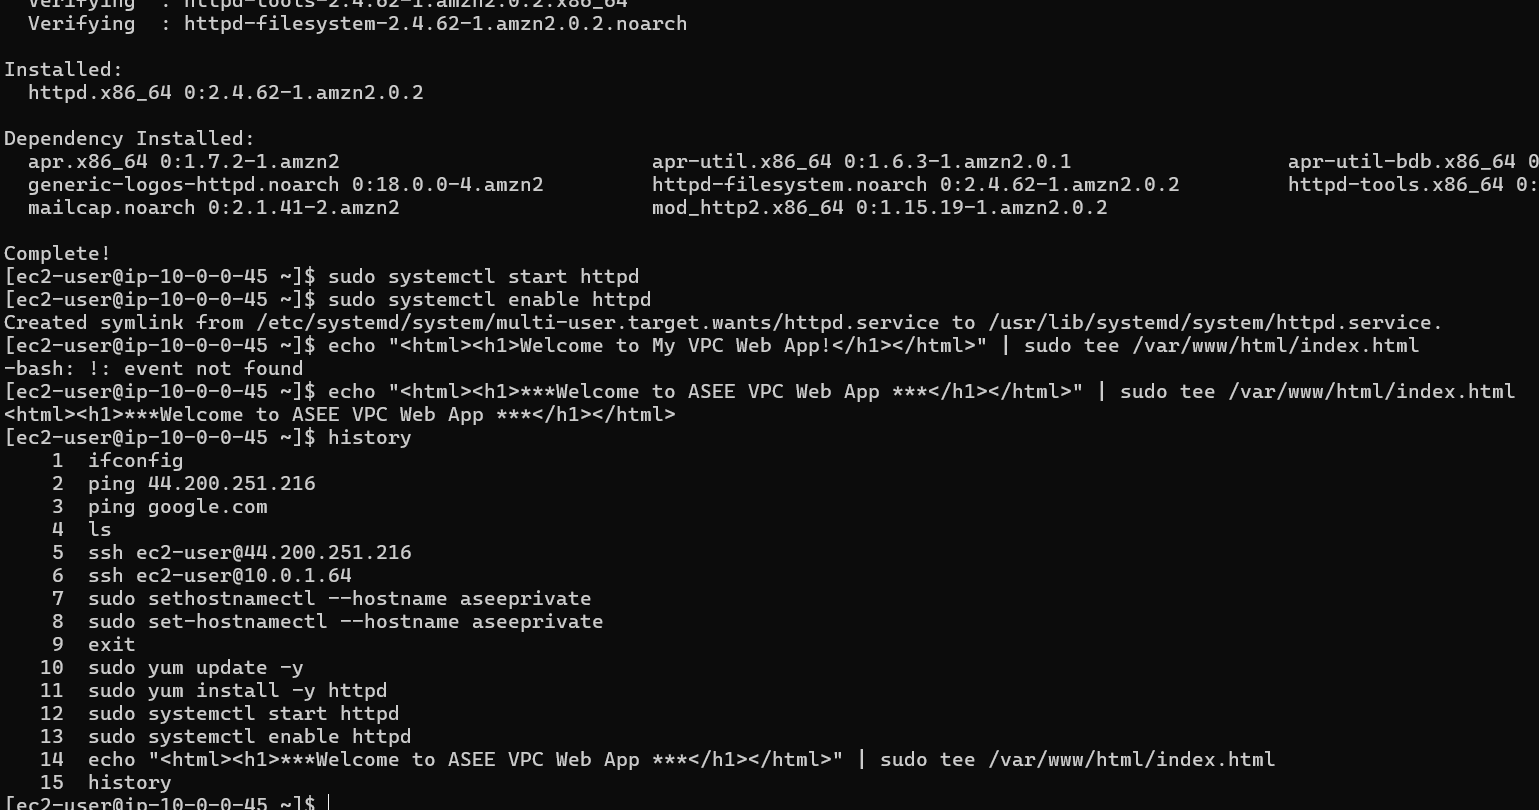 Verifying  : httpd-tools-2.4.62-1.amzn2.0.2.x86_64
Verifying  : httpd-filesystem-2.4.62-1.amzn2.0.2.noarch
Installed:
httpd.x86_64 0:2.4.62-1.amzn2.0.2
Dependency Installed:
apr.x86_64 0:1.7.2-1.amzn2 apr-util.x86_64 0:1.6.3-1.amzn2.0.1 apr-util-bdb.x86_64 0
generic-logos-httpd.noarch 0:18.0.0-4.amzn2 httpd-filesystem.noarch 0:2.4.62-1.amzn2.0.2 httpd-tools.x86_64 0:
mailcap.noarch 0:2.1.41-2.amzn2 mod_http2.x86_64 0:1.15.19-1.amzn2.0.2
Complete!
[ec2-user@ip-10-0-0-45 ~]$ sudo systemctl start httpd
[ec2-user@ip-10-0-0-45 ~]$ sudo systemctl enable httpd
Created symlink from /etc/systemd/system/multi-user.target.wants/httpd.service to /usr/lib/systemd/system/httpd.service.
[ec2-user@ip-10-0-0-45 ~]$ echo "<html><h1>Welcome to My VPC Web App!</h1></html>" | sudo tee /var/www/html/index.html
-bash: !: event not found
[ec2-user@ip-10-0-0-45 ~]$ echo "<html><h1>***Welcome to ASEE VPC Web App ***</h1></html>" | sudo tee /var/www/html/index.html
<html><h1>***Welcome to ASEE VPC Web App ***</h1></html>
[ec2-user@ip-10-0-0-45 ~]$ history
1  ifconfig
2  ping 44.200.251.216
3  ping google.com
4  ls
5  ssh ec2-user@44.200.251.216
6  ssh ec2-user@10.0.1.64
7  sudo sethostnamectl --hostname aseeprivate
8  sudo set-hostnamectl --hostname aseeprivate
9  exit
10  sudo yum update -y
11  sudo yum install -y httpd
12  sudo systemctl start httpd
13  sudo systemctl enable httpd
14  echo "<html><h1>***Welcome to ASEE VPC Web App ***</h1></html>" | sudo tee /var/www/html/index.html
15  history
[ec2-user@ip-10-0-0-45 ~]$